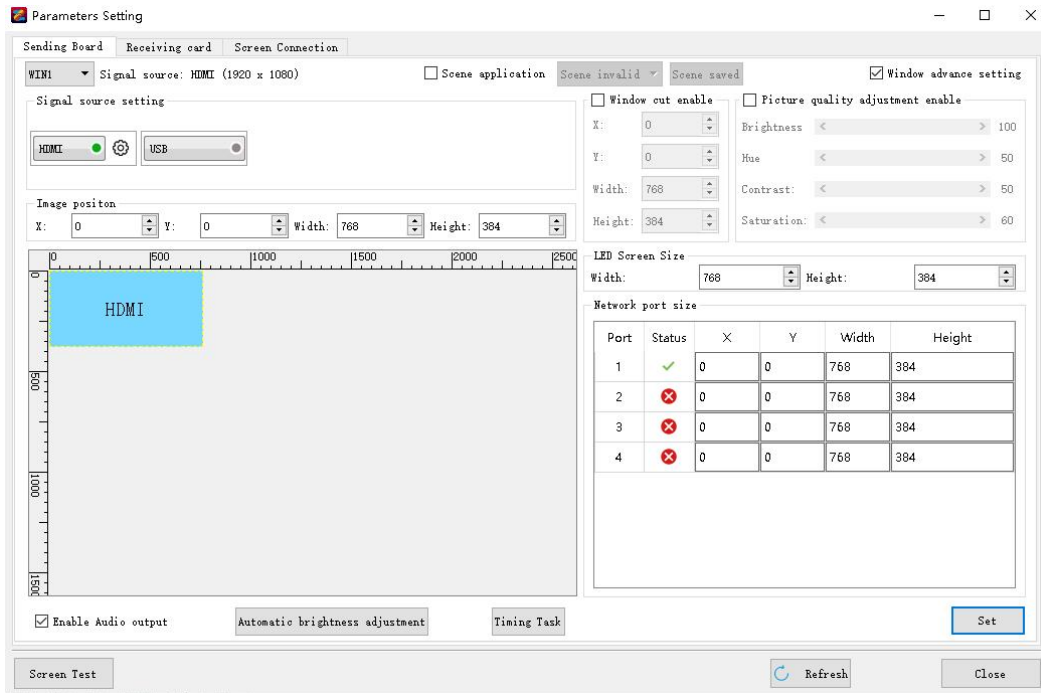 Parameters Setting
Sending Board Receiving card Screen Connection
WIN1 Signal source: HDMI (1920 x 1080) Scene application Scene invalid Scene saved Window advance setting
Signal source setting
HDMI USB
Window cut enable
X: 0
Y: 0
Width: 768
Height: 384
Picture quality adjustment enable
Brightness 100
Hue 50
Contrast: 50
Saturation: 60
Image positon
X: 0 Y: 0 Width: 768 Height: 384
0 500 1000 1500 2000 2500
0
500
1000
1500
HDMI
LED Screen Size
Width: 768 Height: 384
Network port size
Port Status X Y Width Height
1 0 0 768 384
2 0 0 768 384
3 0 0 768 384
4 0 0 768 384
Enable Audio output Automatic brightness adjustment Timing Task Set
Screen Test Refresh Close